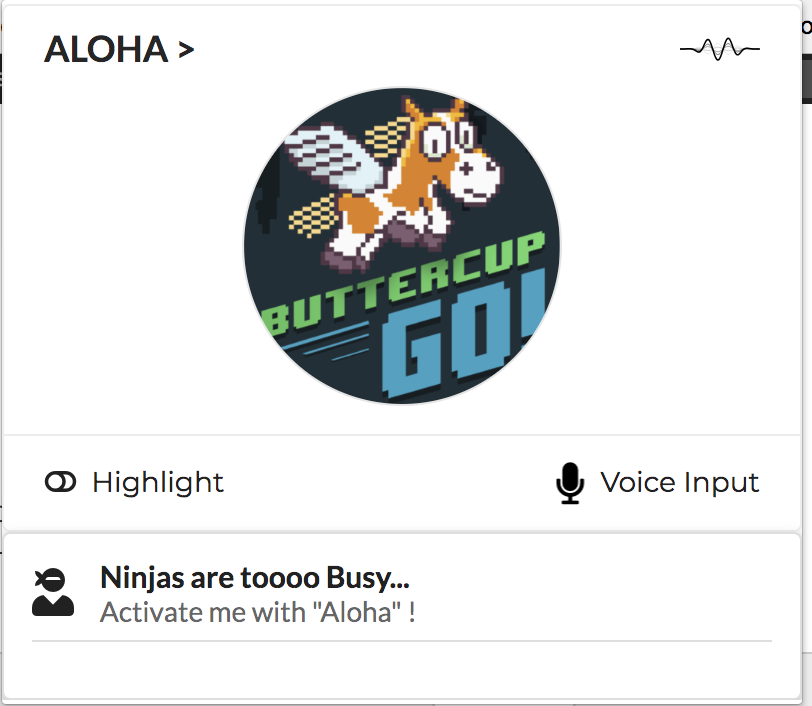 ALOHA >
BUTTERCUP
GO!
Highlight
Voice Input
Ninjas are toooo Busy...
Activate me with "Aloha" !